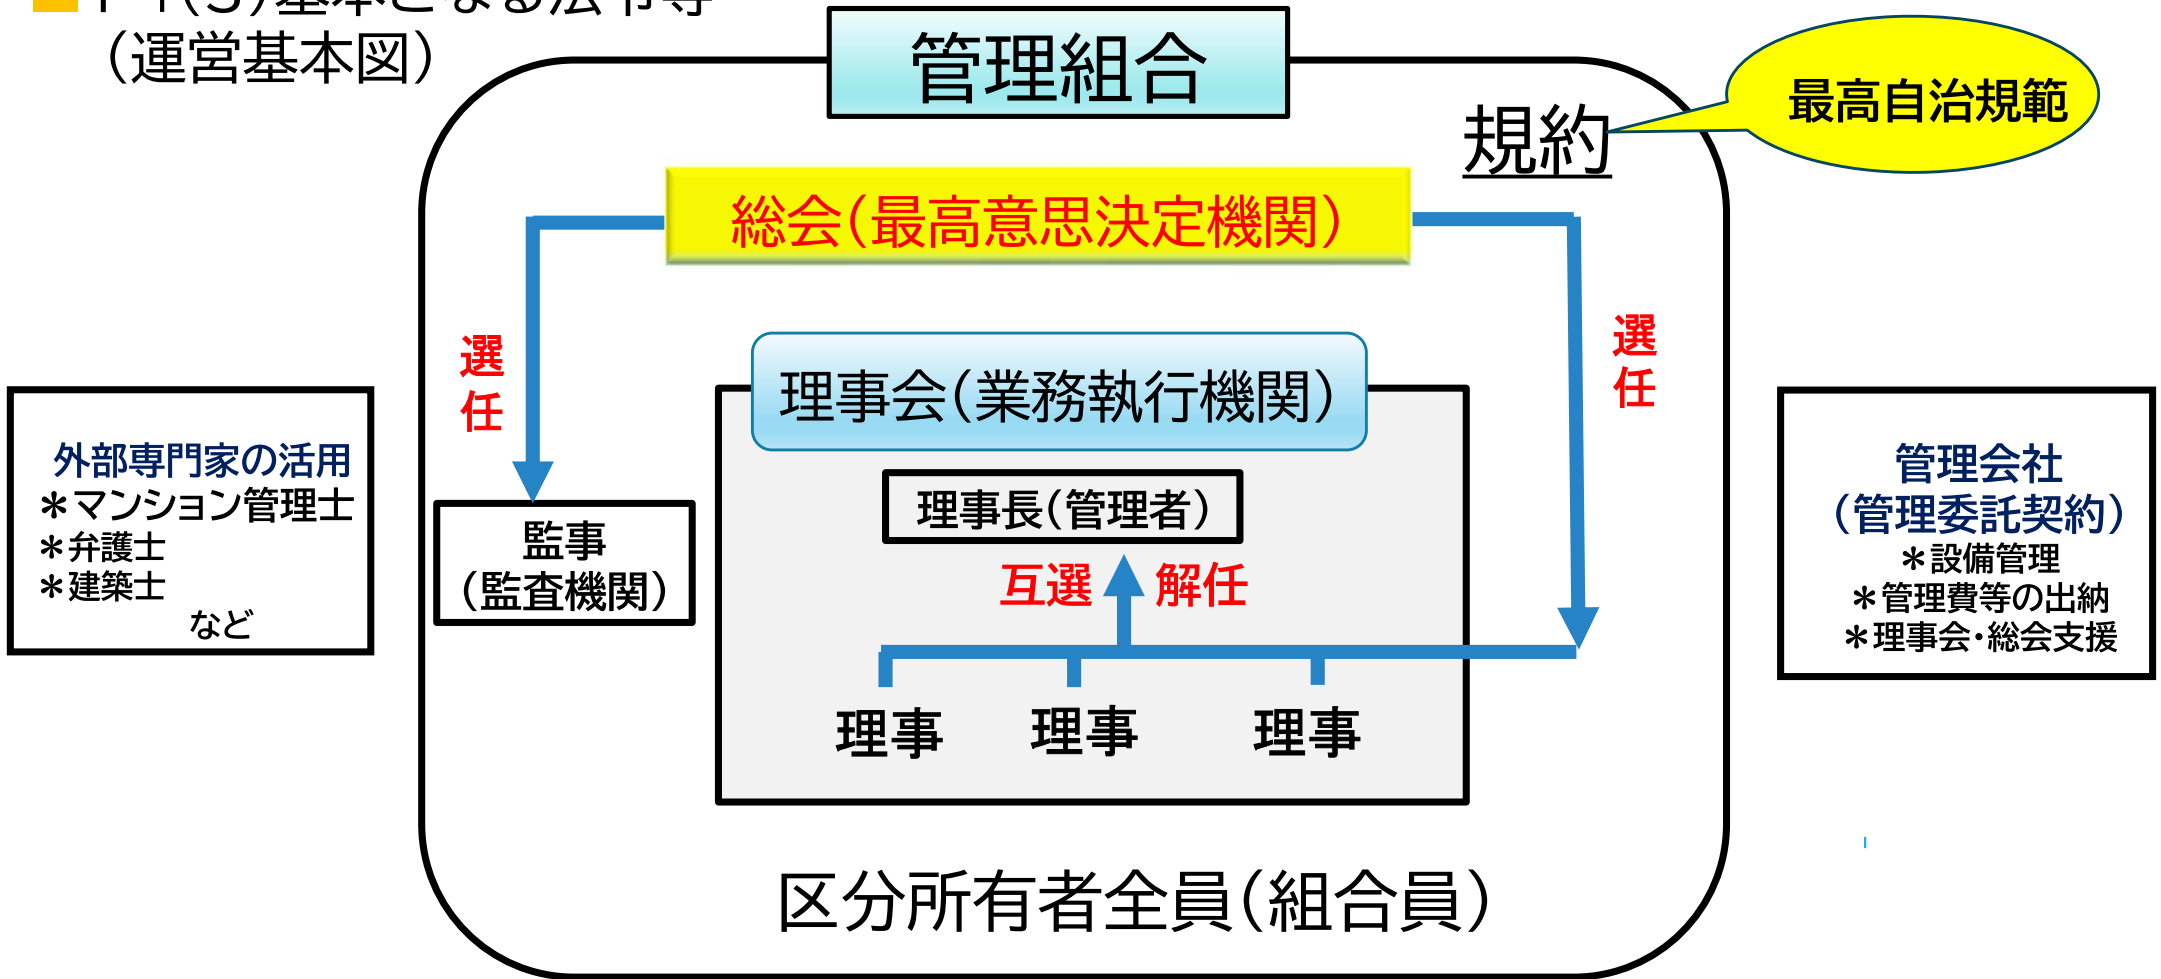 (運営基本図)
管理組合
最高自治規範
規約
総会(最高意思決定機関)
選任
選任
理事会(業務執行機関)
理事長(管理者)
互選 解任
理事 理事 理事
監事
(監査機関)
外部専門家の活用
＊マンション管理士
＊弁護士
＊建築士
など
管理会社
(管理委託契約)
＊設備管理
＊管理費等の出納
＊理事会・総会支援
区分所有者全員(組合員)